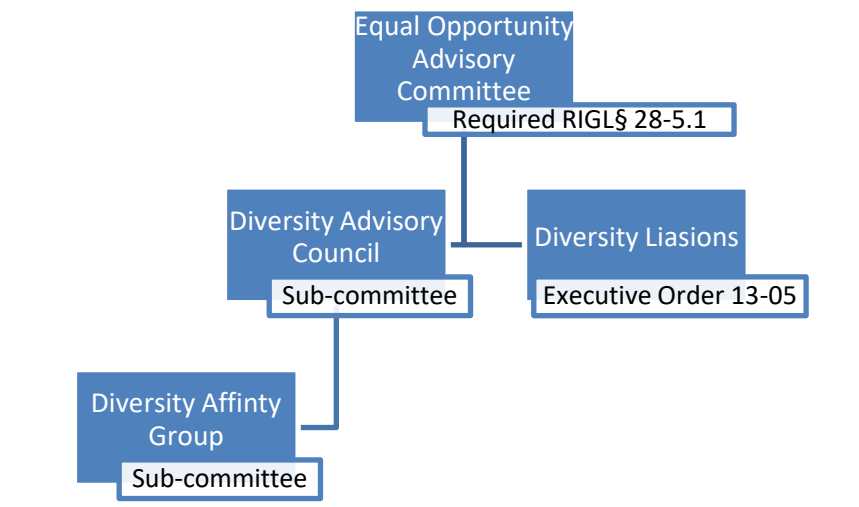 Equal Opportunity
Advisory
Committee
Required RIGL§ 28-5.1
Diversity Advisory
Council
Sub-committee
Diversity Liasions
Executive Order 13-05
Diversity Affinty
Group
Sub-committee